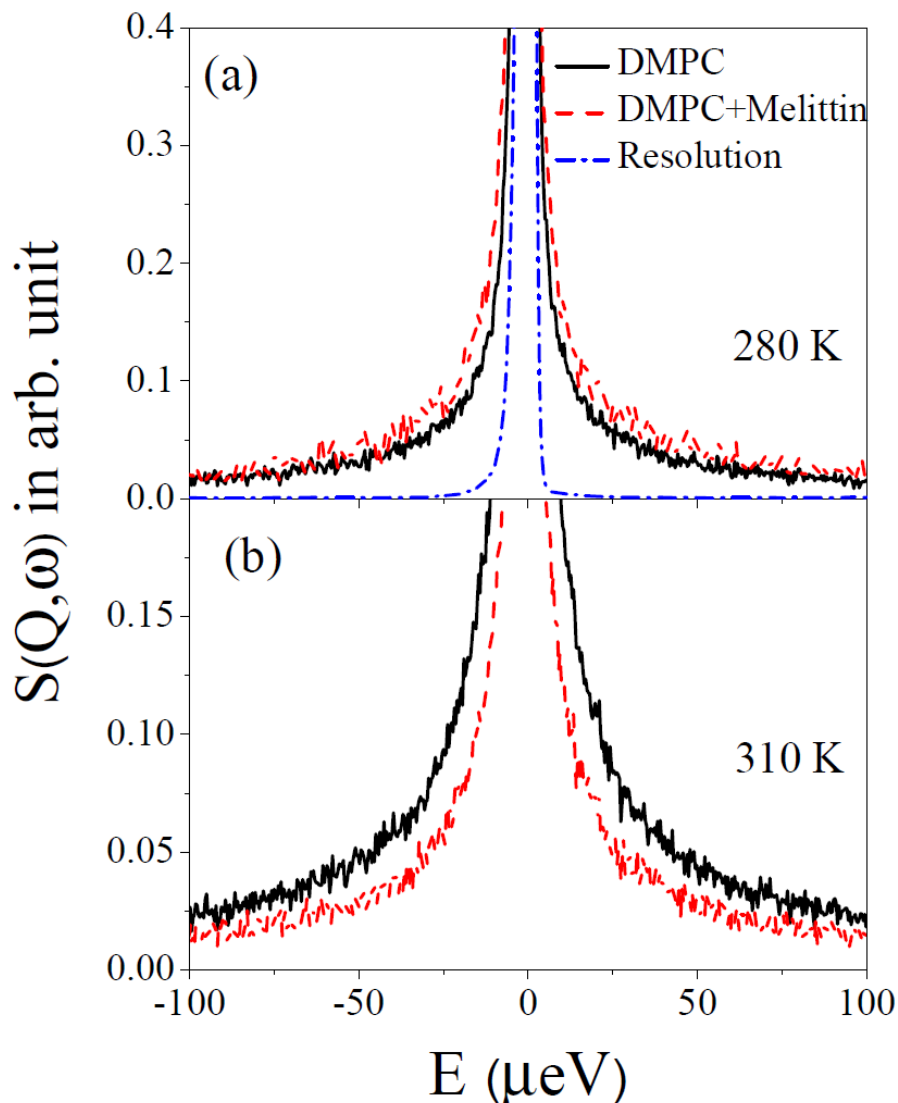 0.4
(a)
DMPC
DMPC+Melittin
Resolution
0.3
0.2
280 K
0.1
0.0
S(Q,ω) in arb. unit
(b)
0.15
0.10
310 K
0.05
0.00
-100 -50 0 50 100
E (μeV)